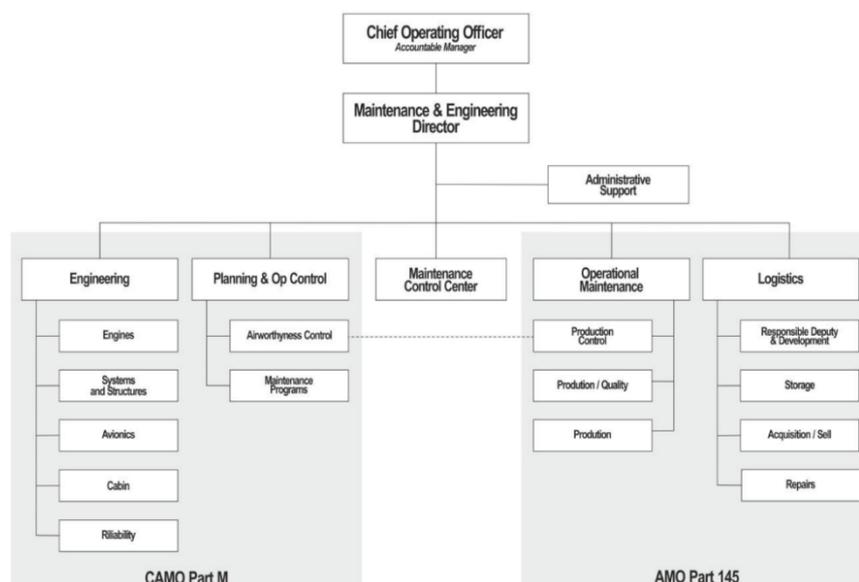 Chief Operating Officer
Accountable Manager
Maintenance & Engineering
Director
Administrative
Support
Engineering
Planning & Op Control
Maintenance
Control Center
Operational
Maintenance
Logistics
Engines
Airworthyness Control
Production
Control
Responsible Deputy
& Development
Systems
and Structures
Maintenance
Programs
Prodution / Quality
Storage
Avionics
Prodution
Acquisition / Sell
Cabin
Repairs
Riliability
CAMO Part M
AMO Part 145